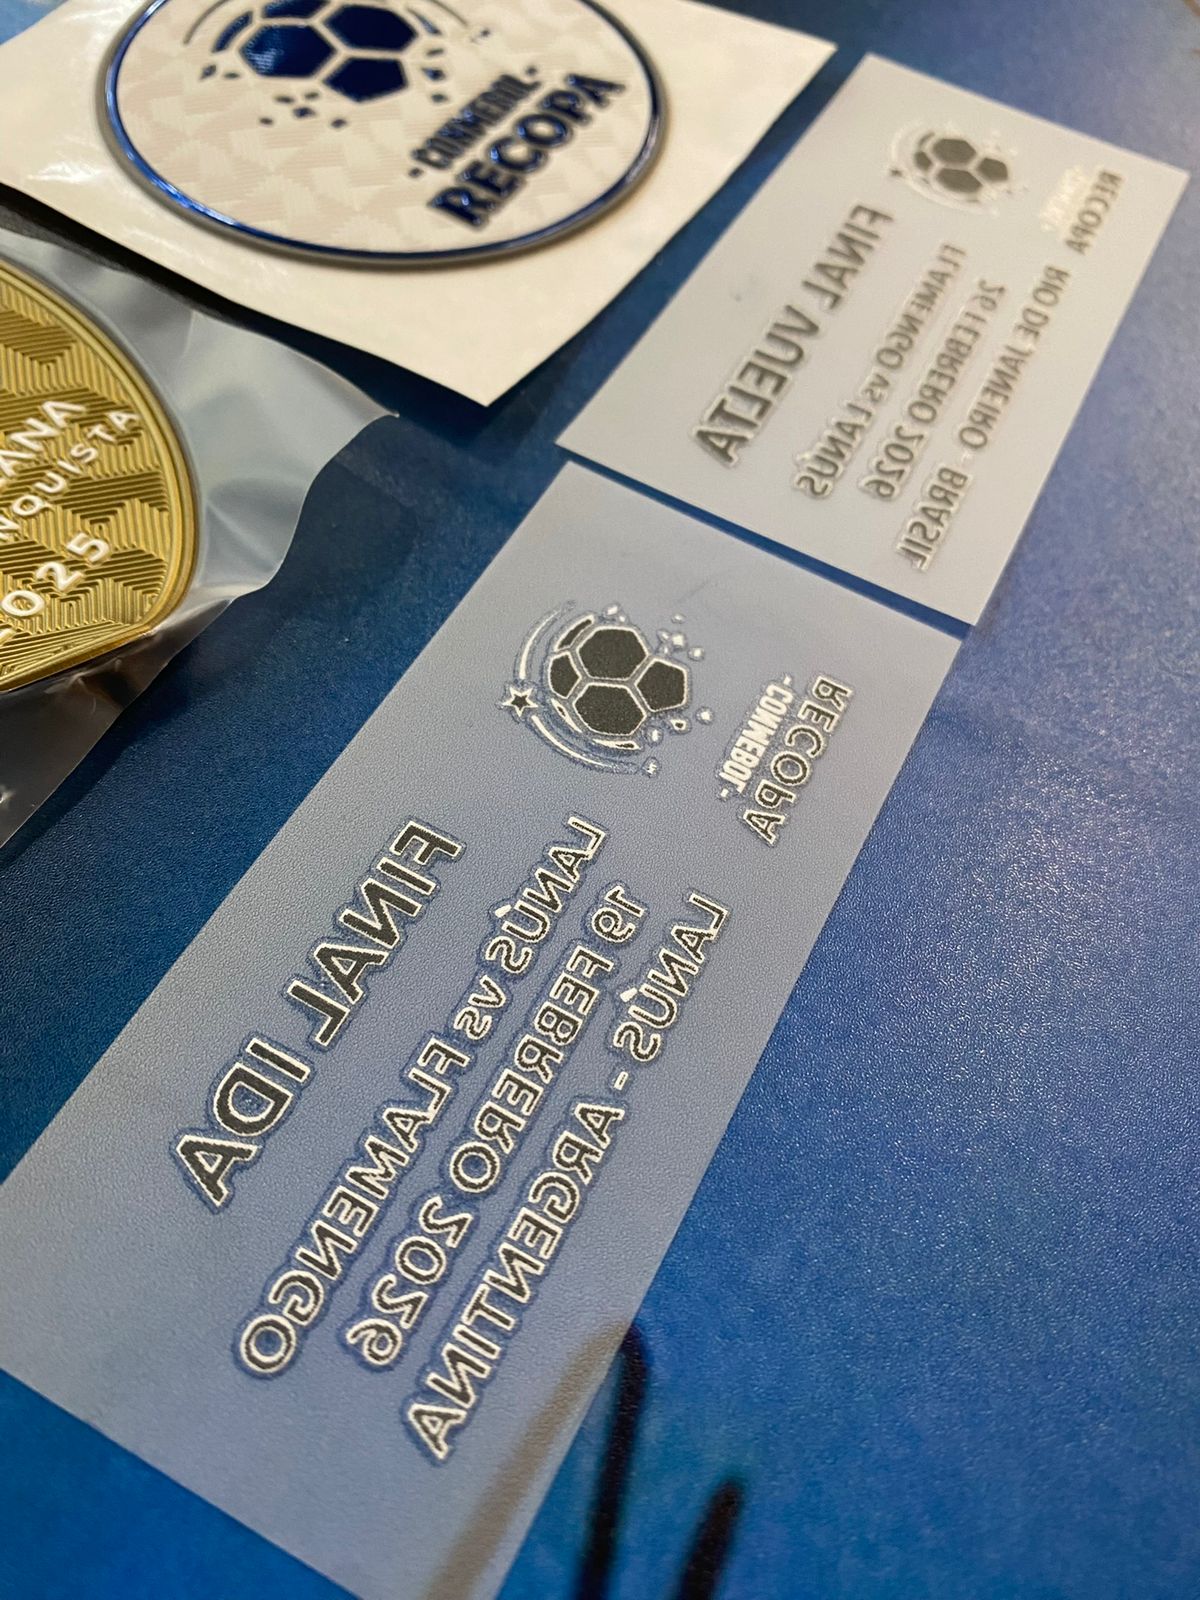 -CONMEBOL-
RECOPA
RECOPA
FINAL VUELTA
FLAMENGO vs LANÚS
26 FEBRERO 2026
RIO DE JANEIRO - BRASIL
2025
-CONMEBOL-
RECOPA
FINAL IDA
LANÚS vs FLAMENGO
19 FEBRERO 2026
LANÚS - ARGENTINA